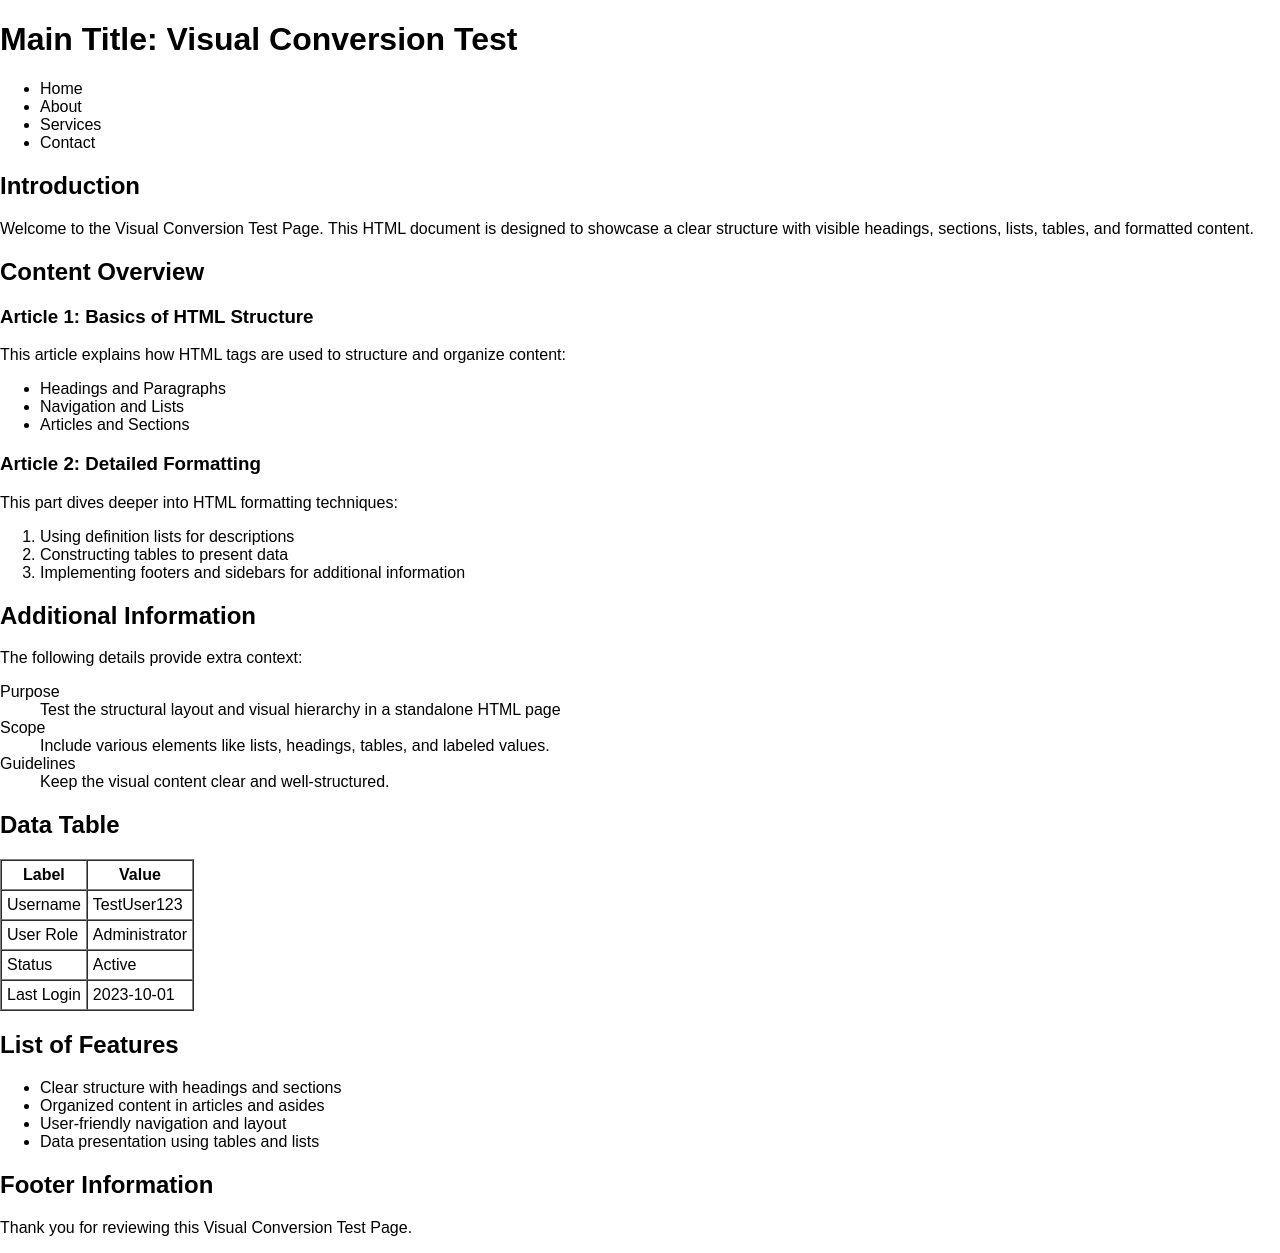 Main Title: Visual Conversion Test
Home
About
Services
Contact
Introduction
Welcome to the Visual Conversion Test Page. This HTML document is designed to showcase a clear structure with visible headings, sections, lists, tables, and formatted content.
Content Overview
Article 1: Basics of HTML Structure
This article explains how HTML tags are used to structure and organize content:
Headings and Paragraphs
Navigation and Lists
Articles and Sections
Article 2: Detailed Formatting
This part dives deeper into HTML formatting techniques:
1. Using definition lists for descriptions
2. Constructing tables to present data
3. Implementing footers and sidebars for additional information
Additional Information
The following details provide extra context:
Purpose
Test the structural layout and visual hierarchy in a standalone HTML page
Scope
Include various elements like lists, headings, tables, and labeled values.
Guidelines
Keep the visual content clear and well-structured.
Data Table
Label Value
Username TestUser123
User Role Administrator
Status Active
Last Login 2023-10-01
List of Features
Clear structure with headings and sections
Organized content in articles and asides
User-friendly navigation and layout
Data presentation using tables and lists
Footer Information
Thank you for reviewing this Visual Conversion Test Page.